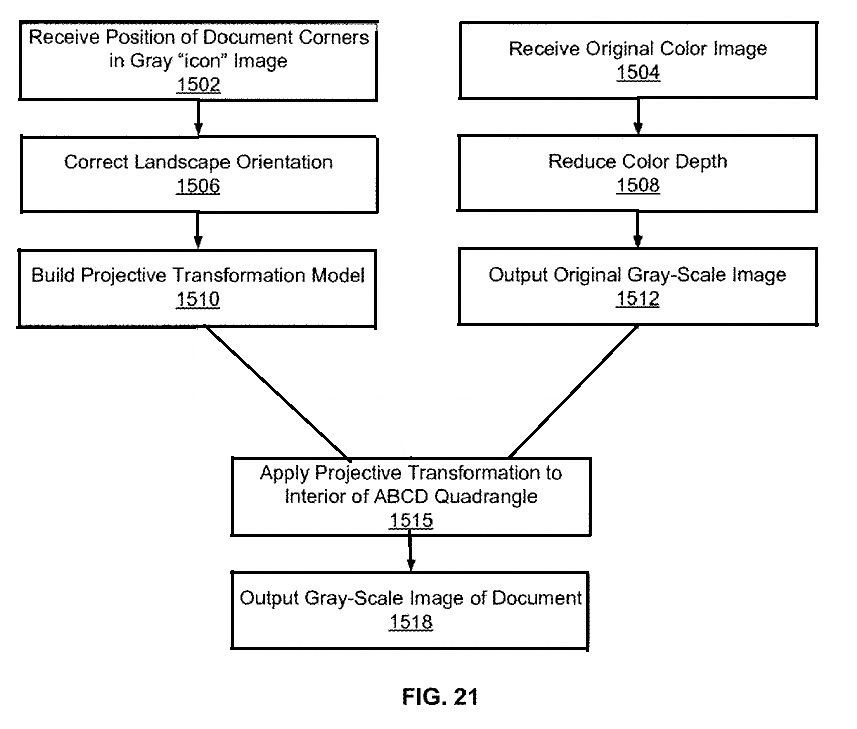 Receive Position of Document Corners
in Gray “icon” Image
1502
Correct Landscape Orientation
1506
Build Projective Transformation Model
1510
Receive Original Color Image
1504
Reduce Color Depth
1508
Output Original Gray-Scale Image
1512
Apply Projective Transformation to
Interior of ABCD Quadrangle
1515
Output Gray-Scale Image of Document
1518
FIG. 21